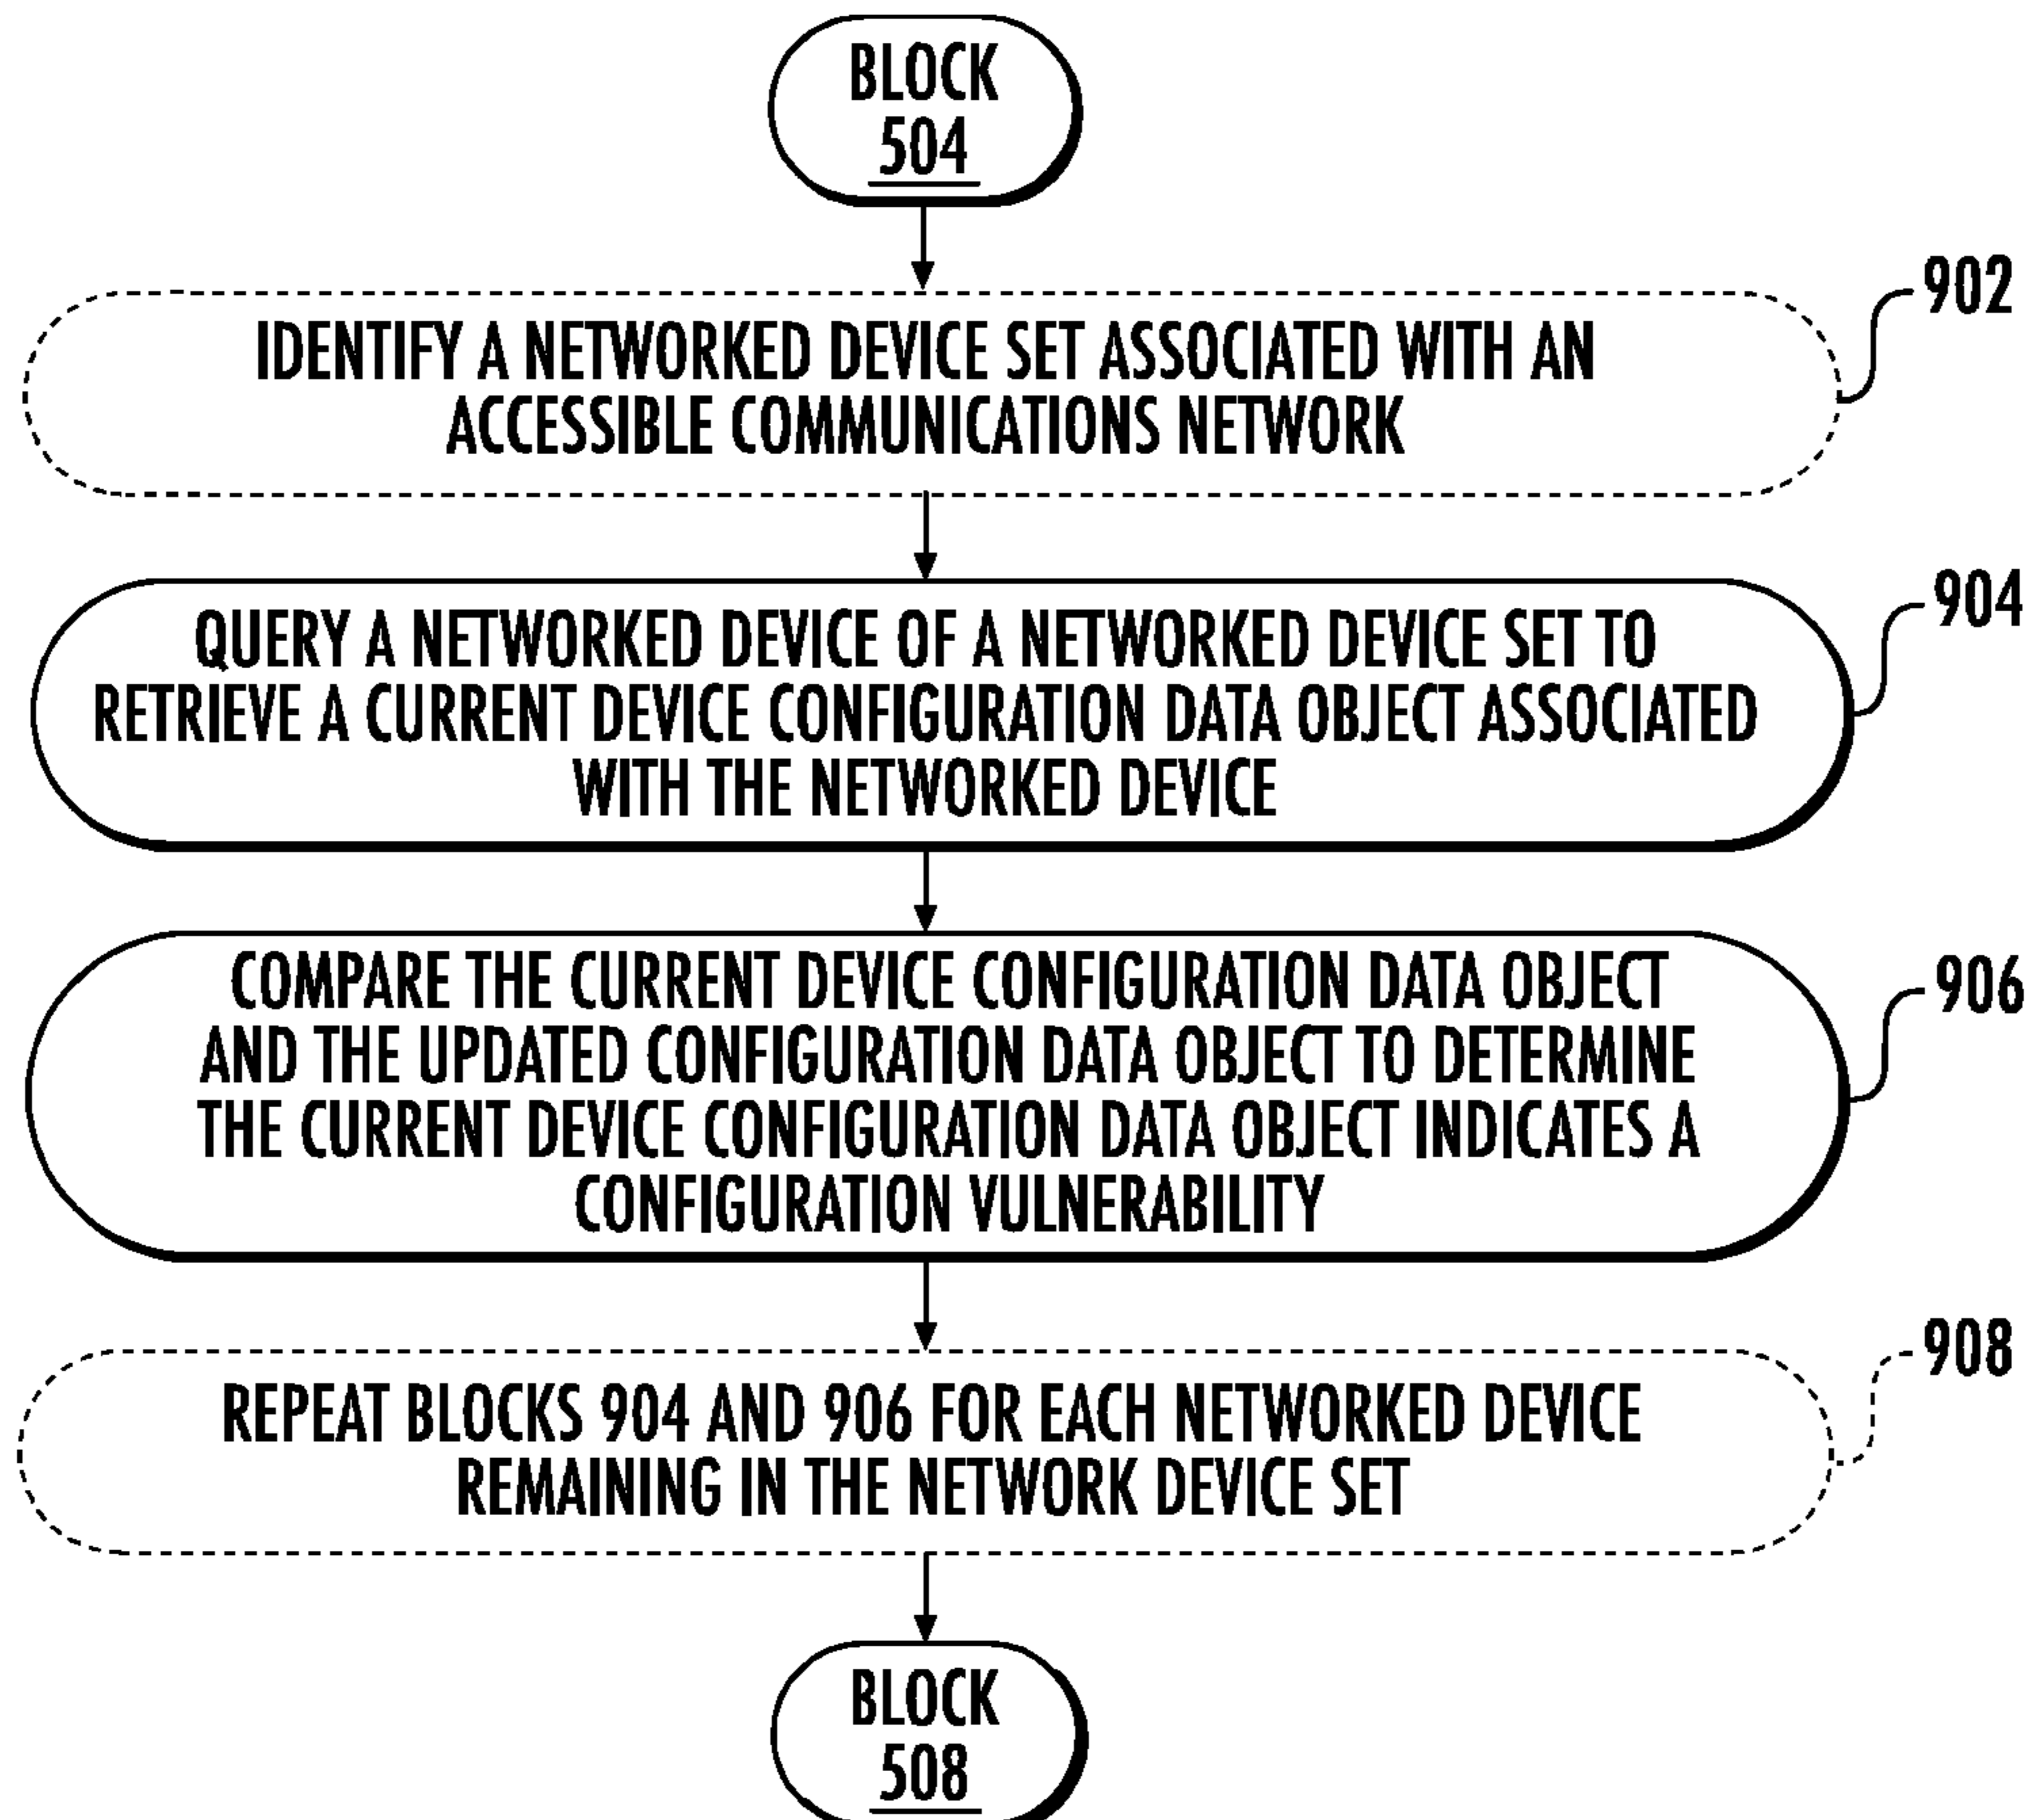 BLOCK
504
902
IDENTIFY A NETWORKED DEVICE SET ASSOCIATED WITH AN
ACCESSIBLE COMMUNICATIONS NETWORK
904
QUERY A NETWORKED DEVICE OF A NETWORKED DEVICE SET TO
RETRIEVE A CURRENT DEVICE CONFIGURATION DATA OBJECT ASSOCIATED
WITH THE NETWORKED DEVICE
906
COMPARE THE CURRENT DEVICE CONFIGURATION DATA OBJECT
AND THE UPDATED CONFIGURATION DATA OBJECT TO DETERMINE
THE CURRENT DEVICE CONFIGURATION DATA OBJECT INDICATES A
CONFIGURATION VULNERABILITY
908
REPEAT BLOCKS 904 AND 906 FOR EACH NETWORKED DEVICE
REMAINING IN THE NETWORK DEVICE SET
BLOCK
508